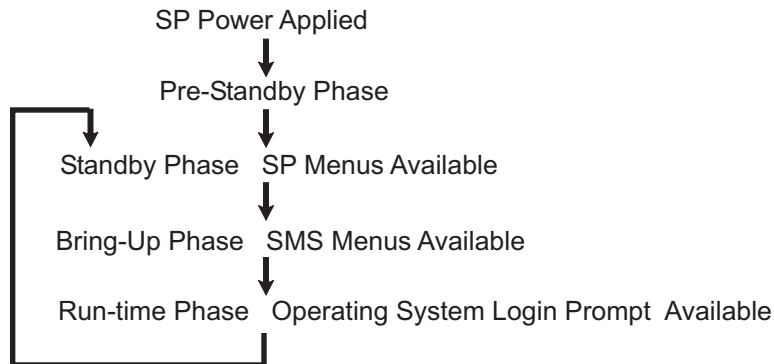 SP Power Applied
Pre-Standby Phase
Standby Phase SP Menus Available
Bring-Up Phase SMS Menus Available
Run-time Phase Operating System Login Prompt Available